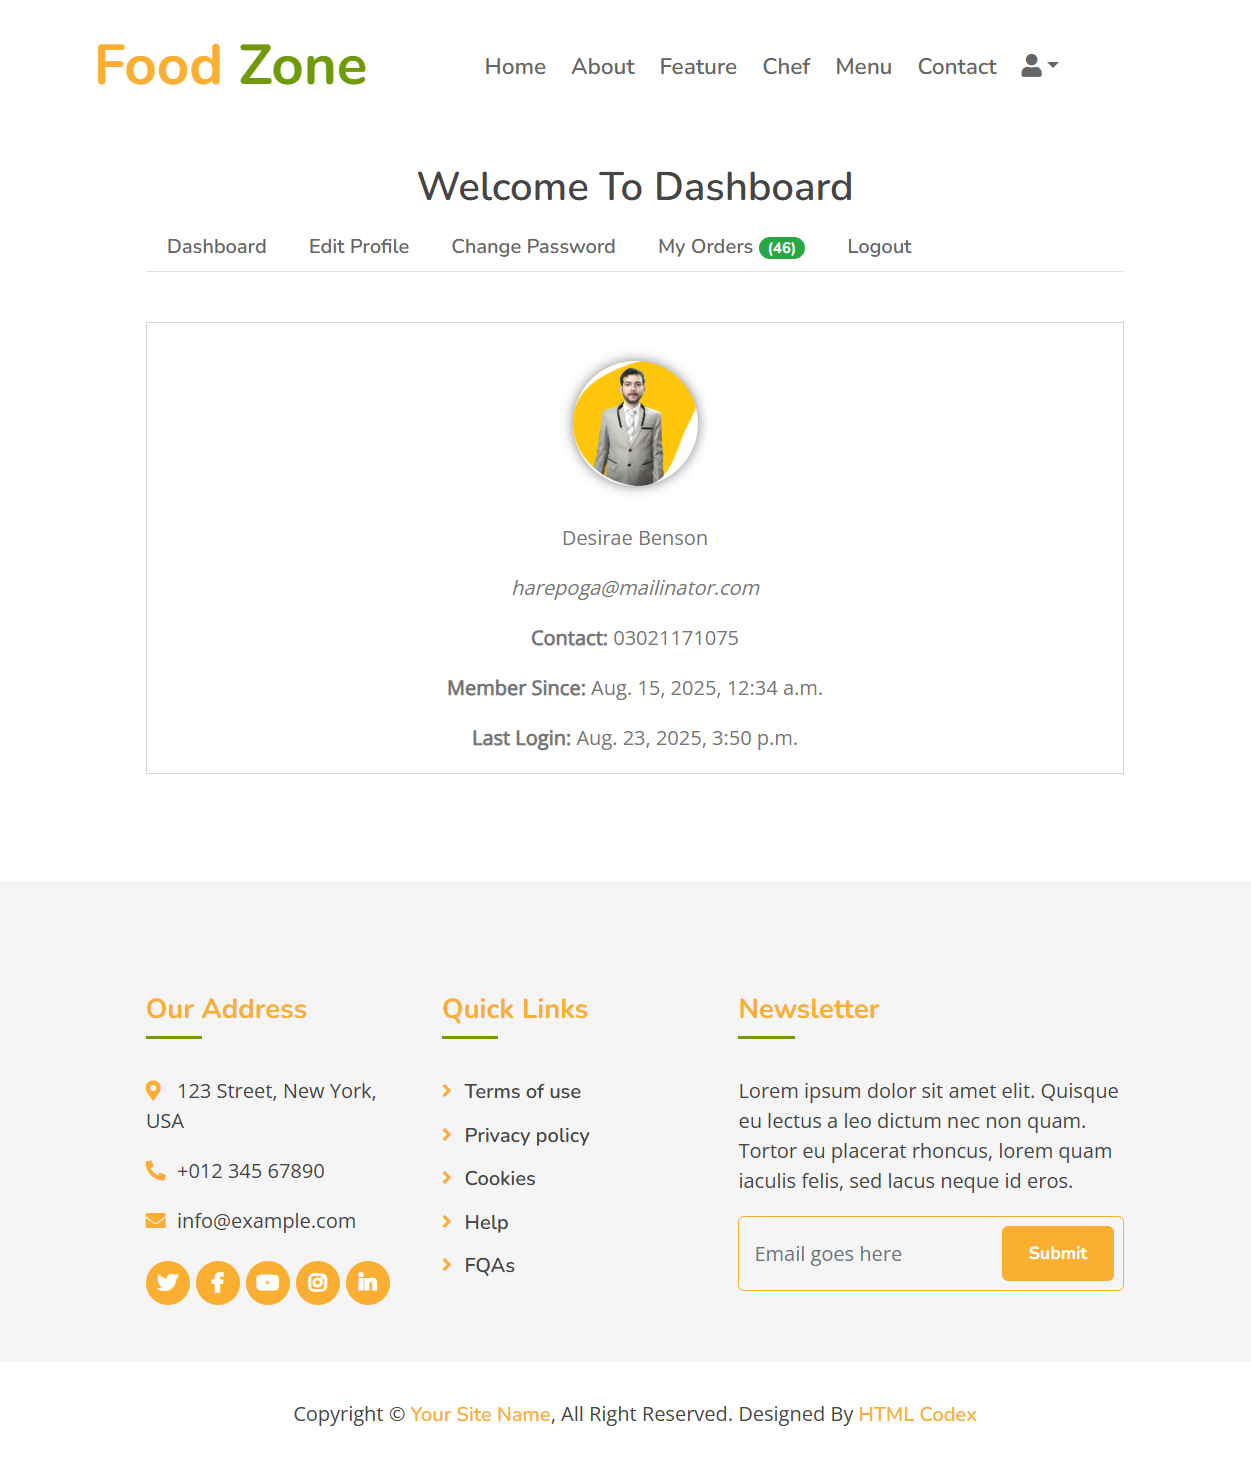 Food Zone
Home About Feature Chef Menu Contact
Welcome To Dashboard
Dashboard Edit Profile Change Password My Orders (46) Logout
Desirae Benson
harepoga@mailinator.com
Contact: 03021171075
Member Since: Aug. 15, 2025, 12:34 a.m.
Last Login: Aug. 23, 2025, 3:50 p.m.
Our Address
123 Street, New York,
USA
+012 345 67890
info@example.com
Quick Links
Terms of use
Privacy policy
Cookies
Help
FQAs
Newsletter
Lorem ipsum dolor sit amet elit. Quisque
eu lectus a leo dictum nec non quam.
Tortor eu placerat rhoncus, lorem quam
iaculis felis, sed lacus neque id eros.
Email goes here Submit
Copyright © Your Site Name, All Right Reserved. Designed By HTML Codex